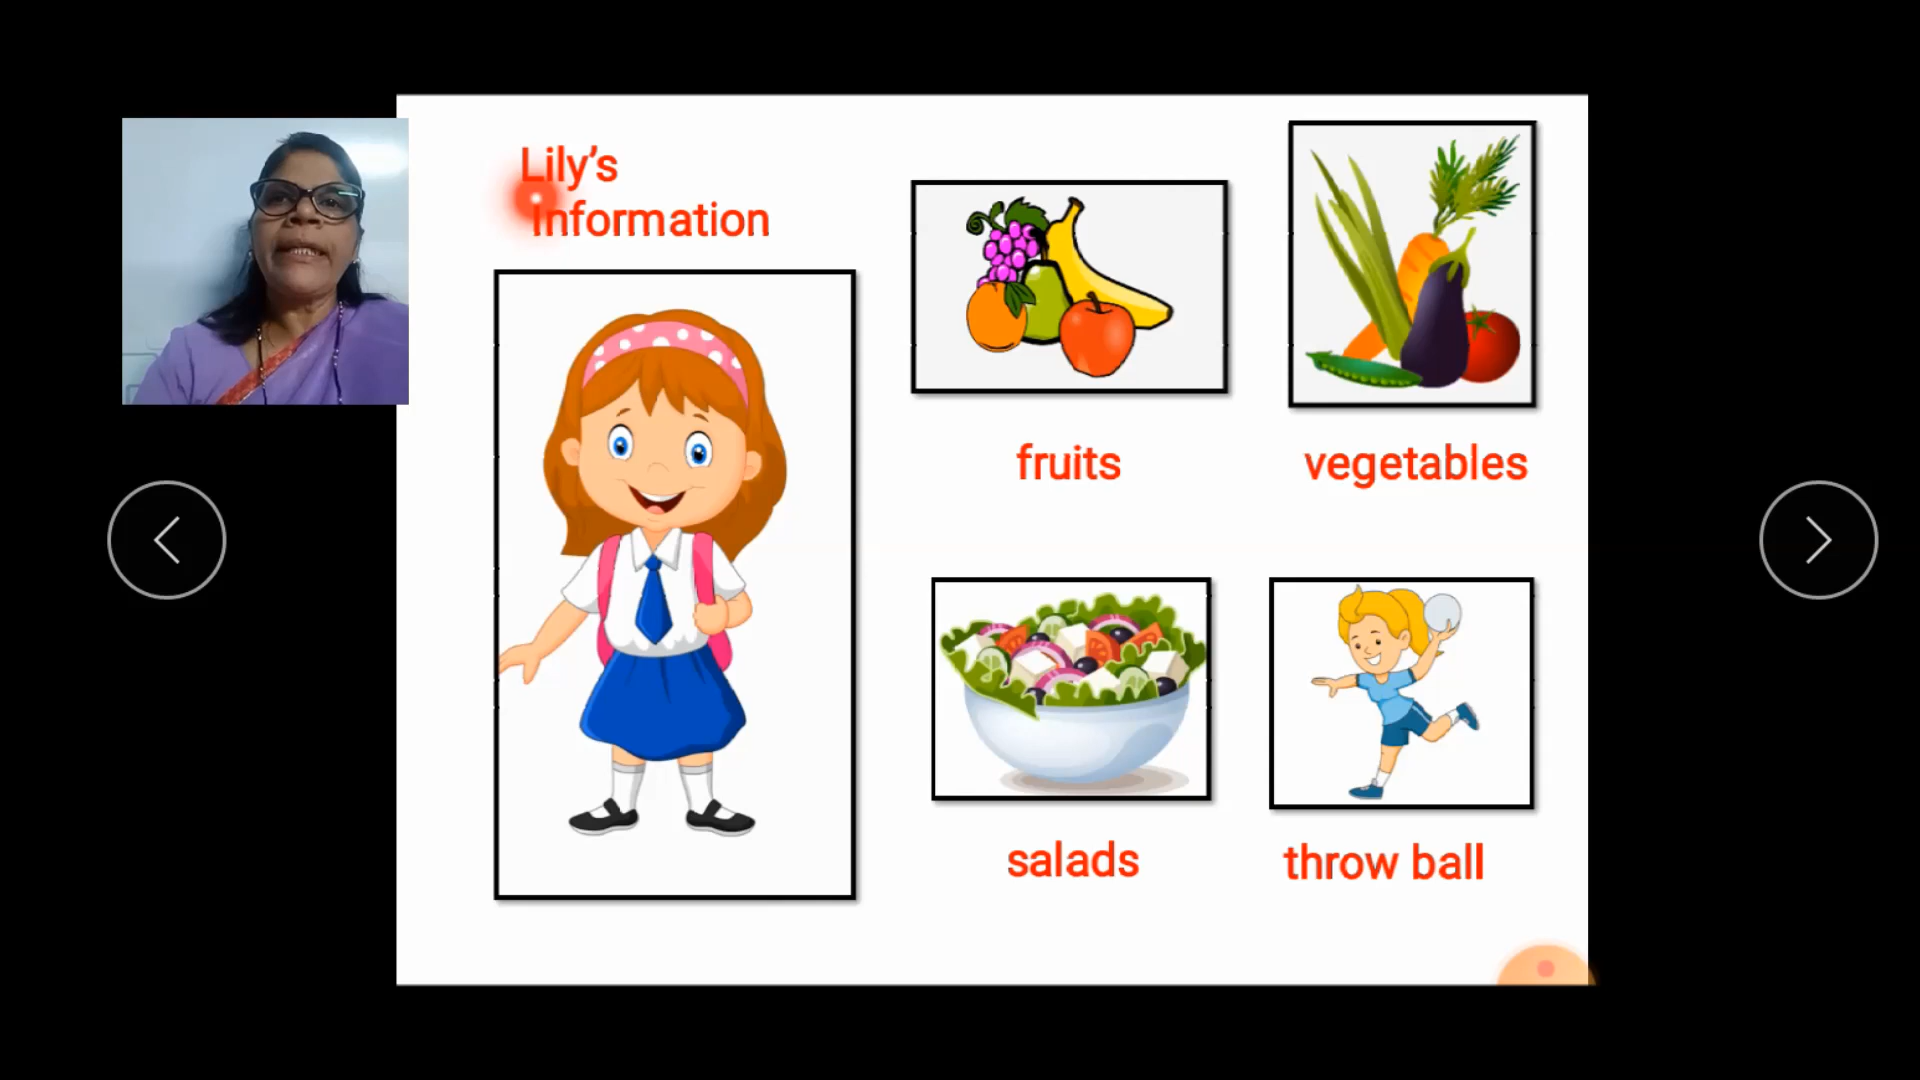 Lily's
Information
fruits
vegetables
salads
throw ball